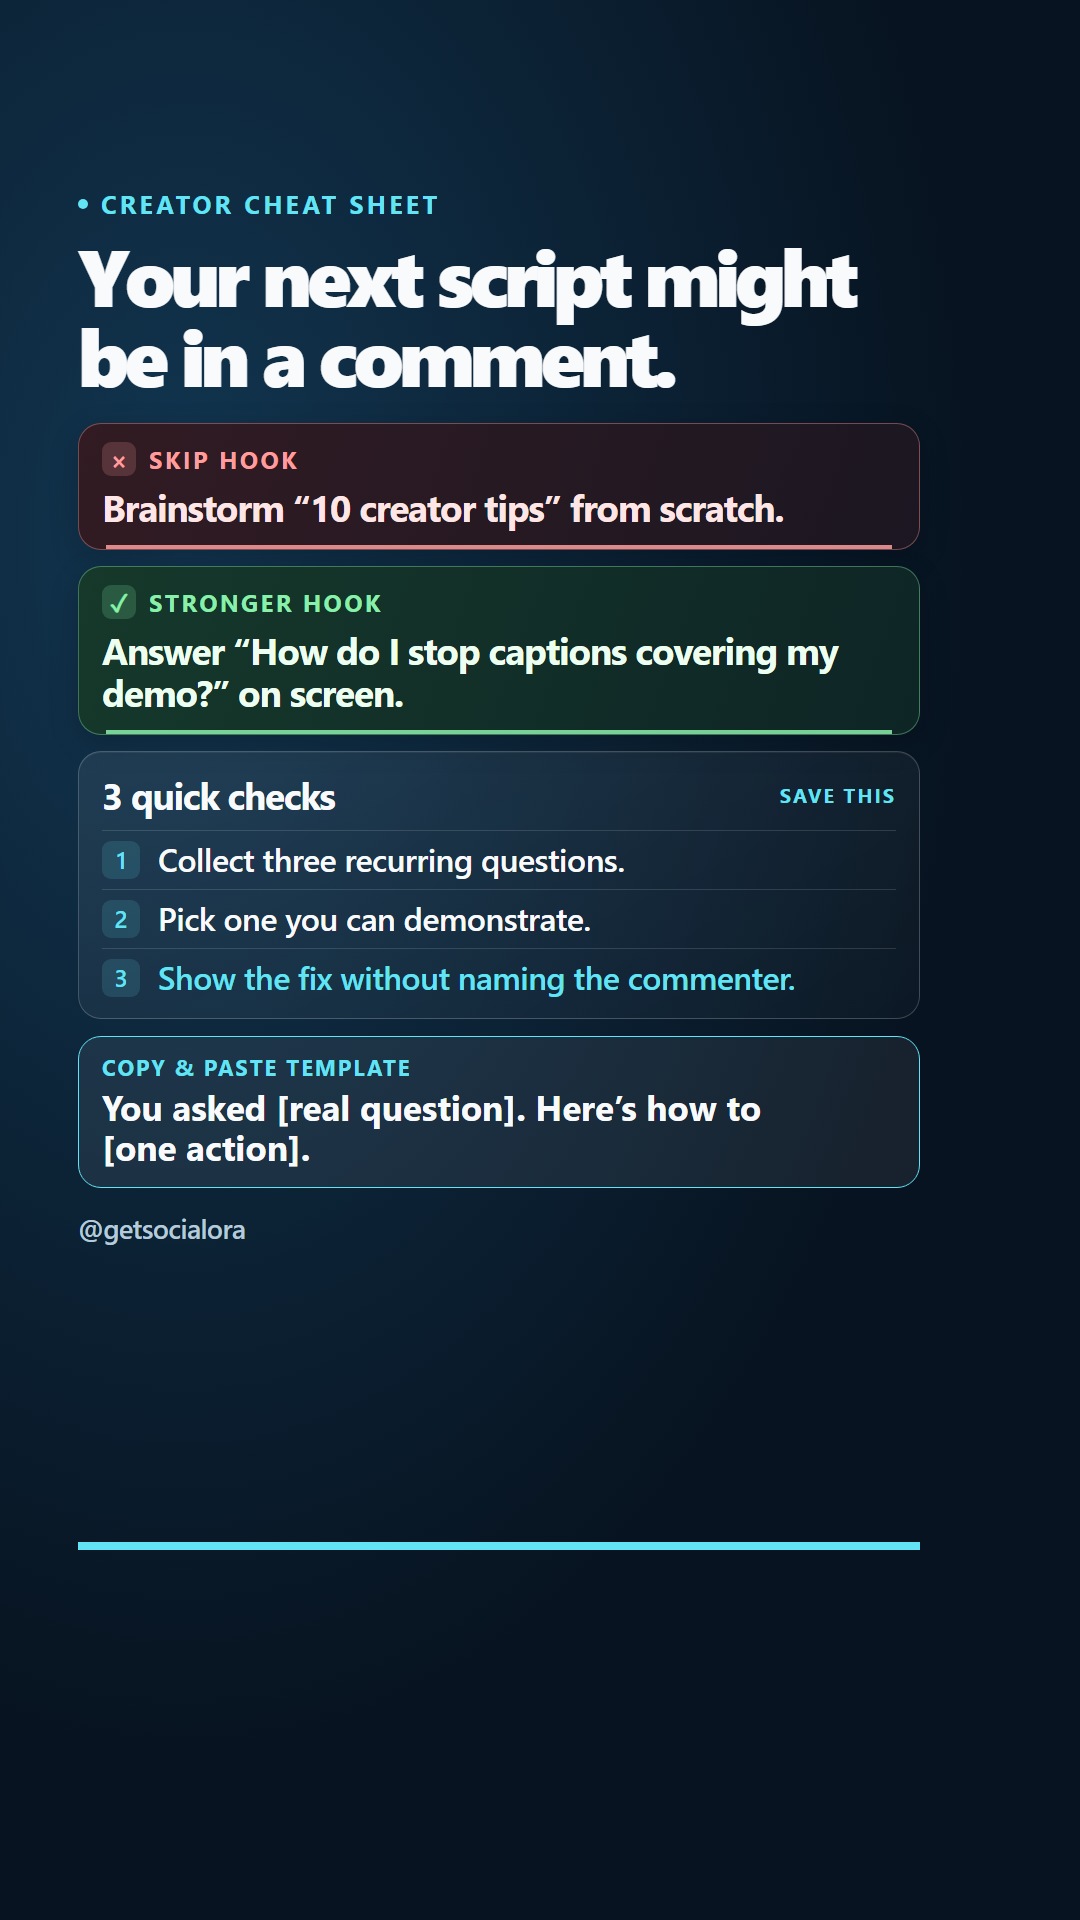 • CREATOR CHEAT SHEET
Your next script might
be in a comment.
× SKIP HOOK
Brainstorm “10 creator tips” from scratch.
✓ STRONGER HOOK
Answer “How do I stop captions covering my
demo?” on screen.
3 quick checks SAVE THIS
1 Collect three recurring questions.
2 Pick one you can demonstrate.
3 Show the fix without naming the commenter.
COPY & PASTE TEMPLATE
You asked [real question]. Here’s how to
[one action].
@getsocialora